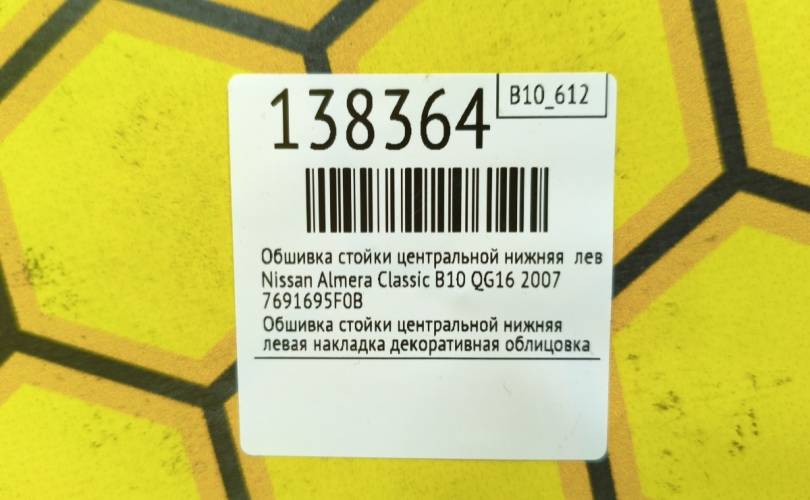 138364
B10_612
Обшивка стойки центральной нижняя лев
Nissan Almera Classic B10 QG16 2007
7691695F0B
Обшивка стойки центральной нижняя
левая накладка декоративная облицовка